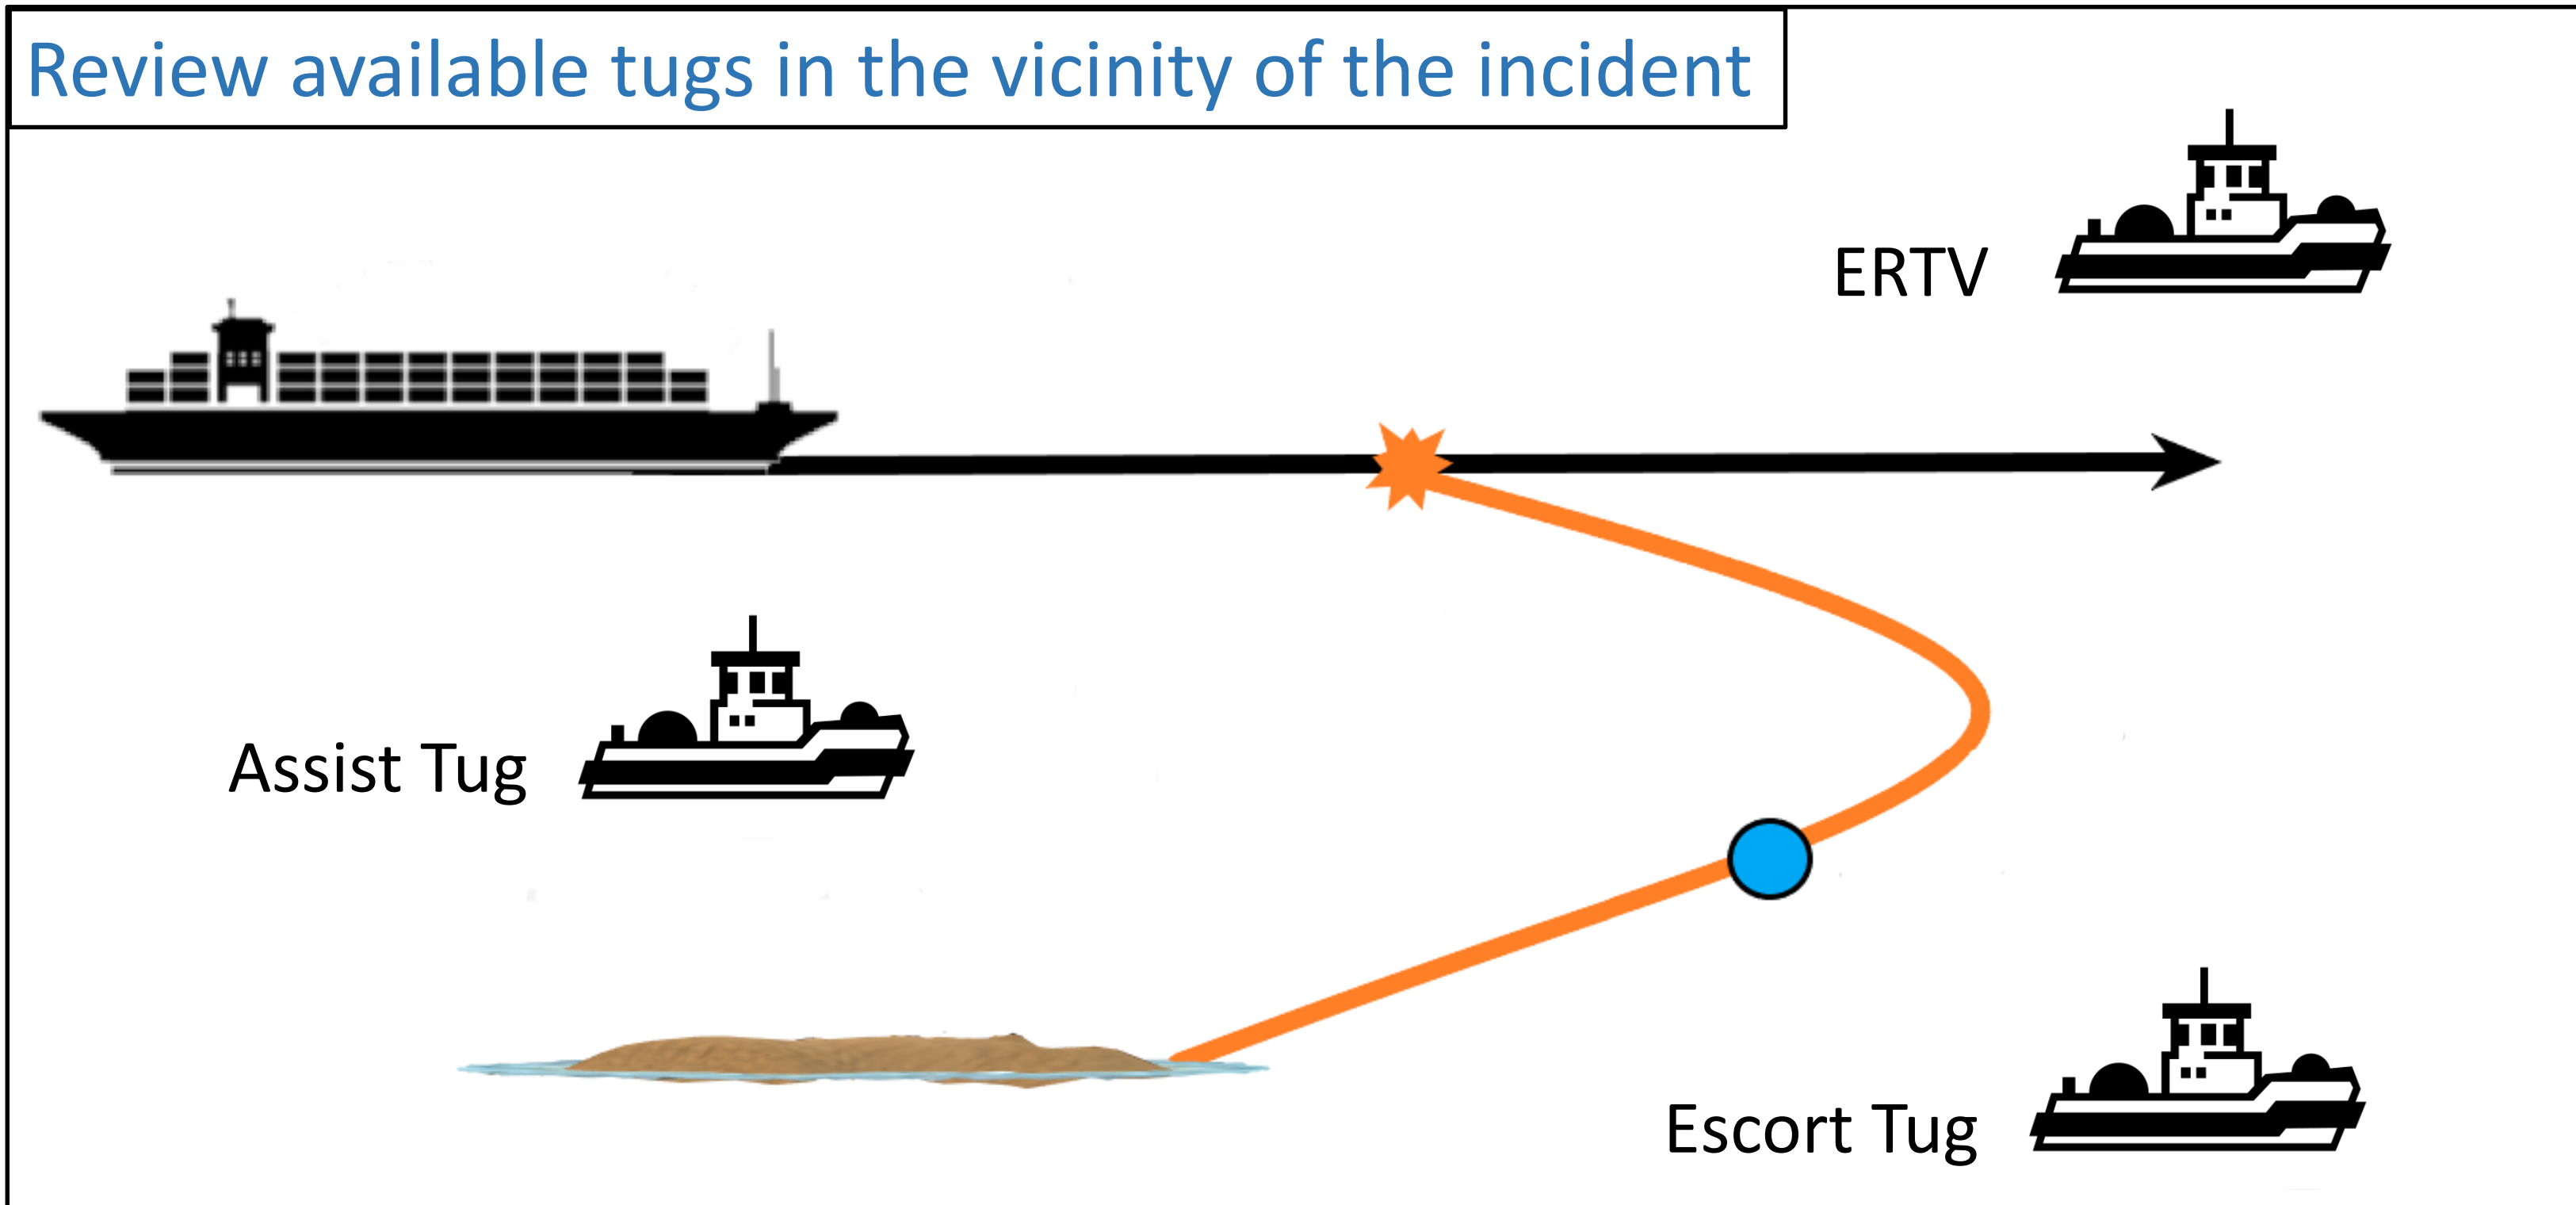 Review available tugs in the vicinity of the incident
ERTV
Assist Tug
Escort Tug